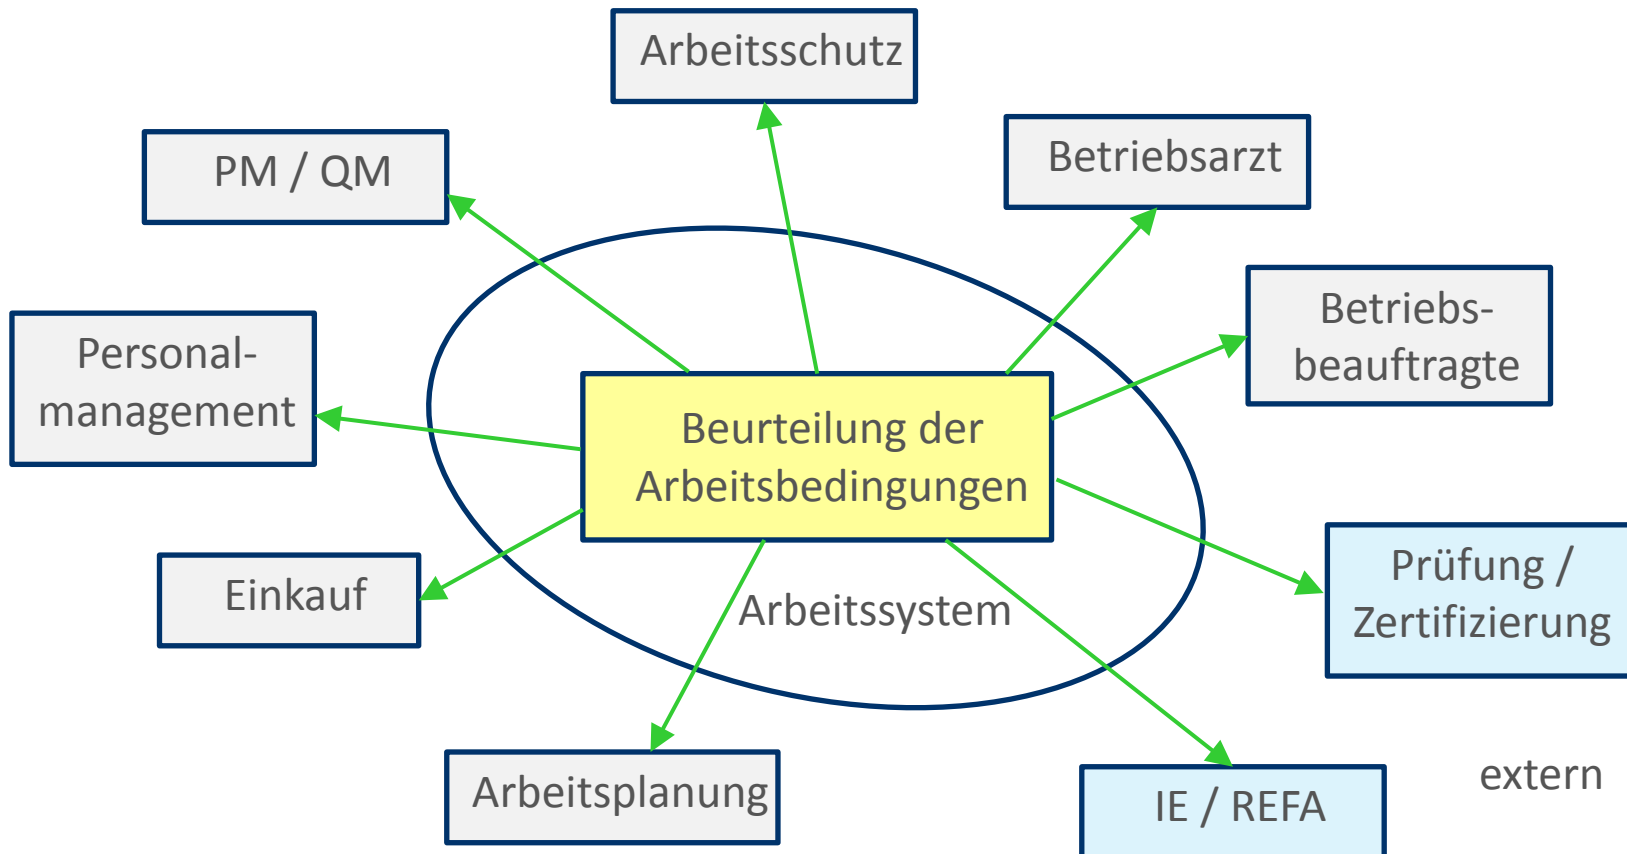 Arbeitsschutz
PM / QM
Betriebsarzt
Betriebs-
beauftragte
Personal-
management
Beurteilung der
Arbeitsbedingungen
Prüfung /
Zertifizierung
Einkauf
Arbeitssystem
Arbeitsplanung
IE / REFA
extern